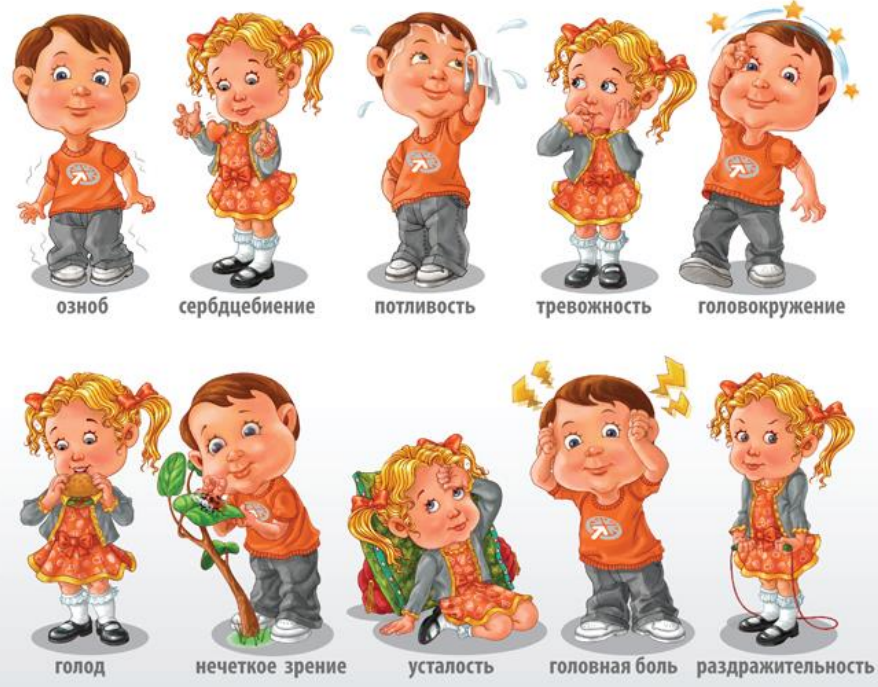 озноб
сербдцебиение
потливость
тревожность
головокружение
голод
нечеткое зрение
усталость
головная боль
раздражительность